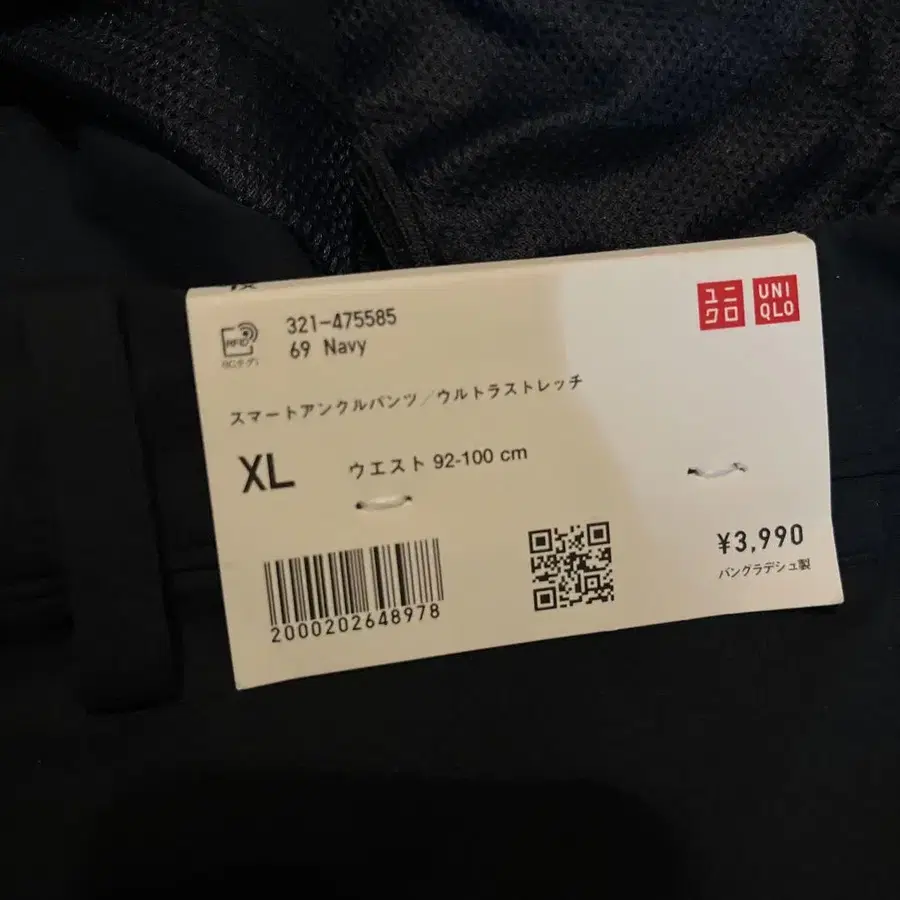 ユニクロ
UNIQLO
RFID
321-475585
69 Navy
スマートアンクルパンツ／ウルトラストレッチ
XL ウエスト 92-100 cm
¥3,990
バングラデシュ製
2000202648978